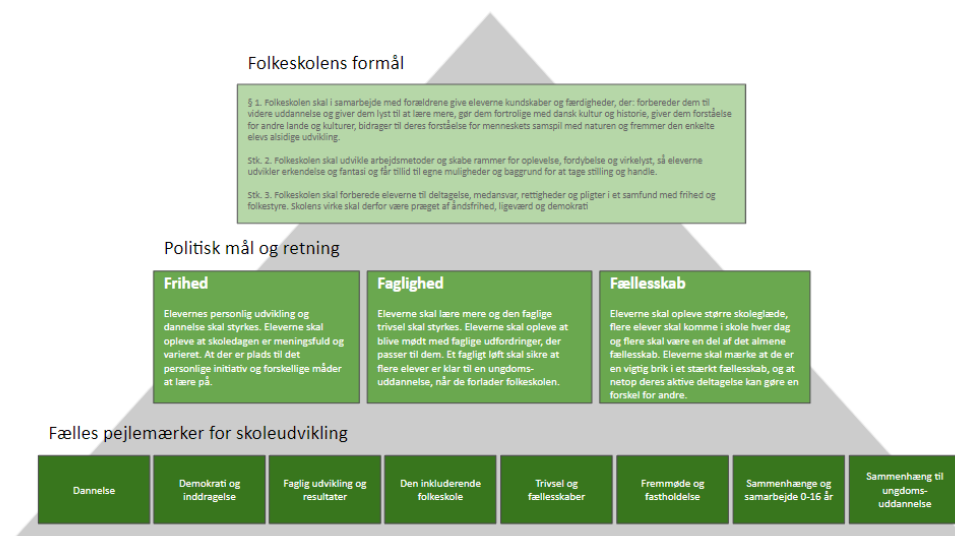 Folkeskolens formål
§ 1. Folkeskolen skal i samarbejde med forældrene give eleverne kundskaber og færdigheder, der: forbereder dem til
videre uddannelse og giver dem lyst til at lære mere, gør dem fortrolige med dansk kultur og historie, giver dem forståelse
for andre lande og kulturer, bidrager til deres forståelse for menneskets samspil med naturen og fremmer den enkelte
elevs alsidige udvikling.
Stk. 2. Folkeskolen skal udvikle arbejdsmetoder og skabe rammer for oplevelse, fordybelse og virkelyst, så eleverne
udvikler erkendelse og fantasi og får tillid til egne muligheder og baggrund for at tage stilling og handle.
Stk. 3. Folkeskolen skal forberede eleverne til deltagelse, medansvar, rettigheder og pligter i et samfund med frihed og
folkestyre. Skolens virke skal derfor være præget af åndsfrihed, ligeværd og demokrati
Politisk mål og retning
Frihed
Elevernes personlig udvikling og
dannelse skal styrkes. Eleverne skal
opleve at skoledagen er meningsfuld og
varieret. At der er plads til det
personlige initiativ og forskellige måder
at lære på.
Faglighed
Eleverne skal lære mere og den faglige
trivsel skal styrkes. Eleverne skal opleve at
blive mødt med faglige udfordringer, der
passer til dem. Et fagligt løft skal sikre at
flere elever er klar til en ungdoms-
uddannelse, når de forlader folkeskolen.
Fællesskab
Eleverne skal opleve større skoleglæde,
flere elever skal komme i skole hver dag
og flere skal være en del af det almene
fællesskab. Eleverne skal mærke at de er
en vigtig brik i et stærkt fællesskab, og at
netop deres aktive deltagelse kan gøre en
forskel for andre.
Fælles pejlemærker for skoleudvikling
Dannelse
Demokrati og
inddragelse
Faglig udvikling og
resultater
Den inkluderende
folkeskole
Trivsel og
fællesskaber
Fremmøde og
fastholdelse
Sammenhænge og
samarbejde 0-16 år
Sammenhæng til
ungdoms-
uddannelse